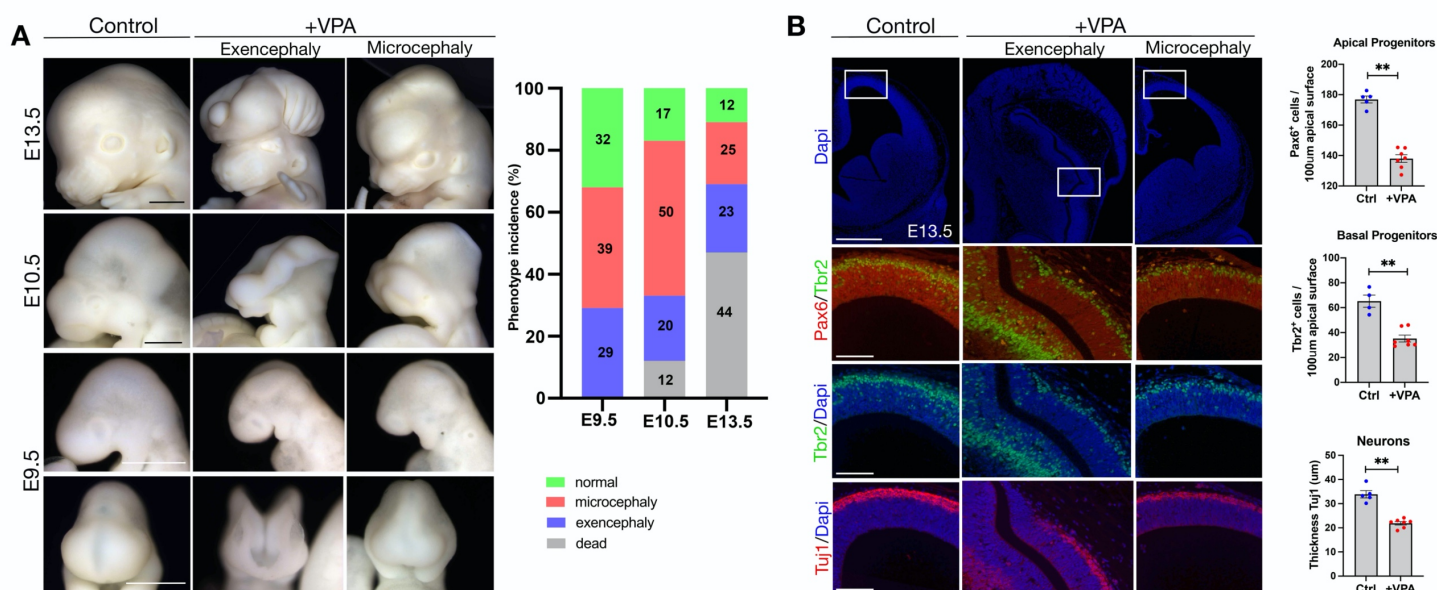 A
Control
+VPA
Exencephaly
Microcephaly
E13.5
E10.5
E9.5
Phenotype incidence (%)
100
80
60
40
20
0
32
39
29
17
50
20
12
12
25
23
44
E9.5
E10.5
E13.5
normal
microcephaly
exencephaly
dead
B
Control
+VPA
Exencephaly
Microcephaly
Dapi
E13.5
Pax6/Tbr2
Tbr2/Dapi
Tuj1/Dapi
Apical Progenitors
Pax6⁺ cells /
100um apical surface
200
180
160
140
120
**
Ctrl
+VPA
Basal Progenitors
Tbr2⁺ cells /
100um apical surface
100
80
60
40
20
0
**
Ctrl
+VPA
Neurons
Thickness Tuj1 (um)
50
40
30
20
10
0
**
Ctrl
+VPA